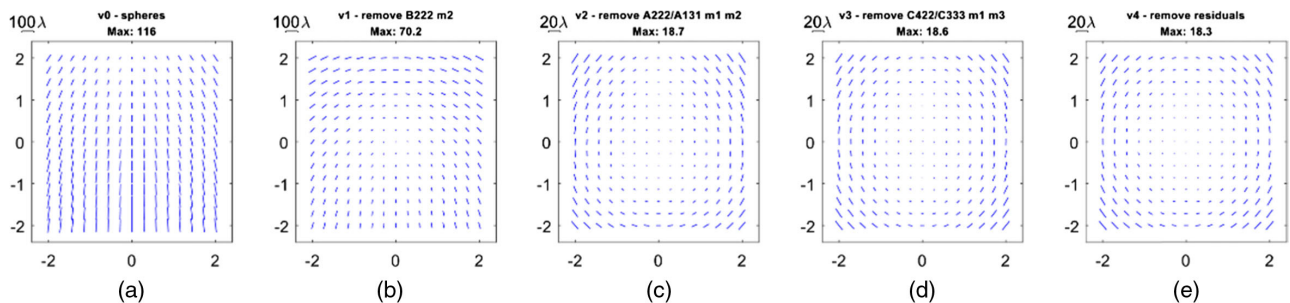 100λ
v0 - spheres
Max: 116
2
1
0
-1
-2
-2 0 2
(a)
100λ
v1 - remove B222 m2
Max: 70.2
2
1
0
-1
-2
-2 0 2
(b)
20λ
v2 - remove A222/A131 m1 m2
Max: 18.7
2
1
0
-1
-2
-2 0 2
(c)
20λ
v3 - remove C422/C333 m1 m3
Max: 18.6
2
1
0
-1
-2
-2 0 2
(d)
20λ
v4 - remove residuals
Max: 18.3
2
1
0
-1
-2
-2 0 2
(e)